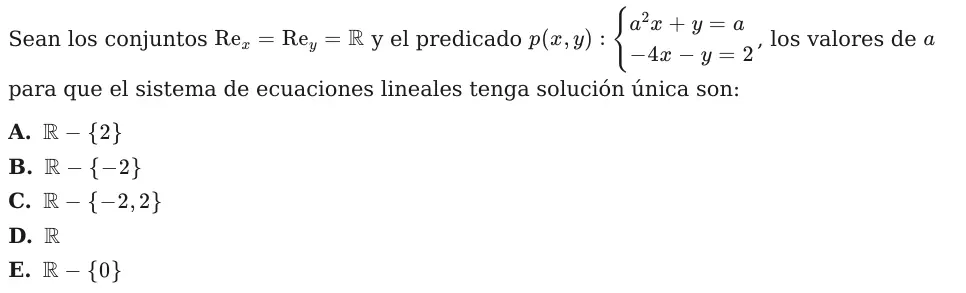 Sean los conjuntos Re_x = Re_y = ℝ y el predicado p(x, y) : { a²x + y = a
−4x − y = 2 , los valores de a
para que el sistema de ecuaciones lineales tenga solución única son:
A. ℝ − {2}
B. ℝ − {−2}
C. ℝ − {−2, 2}
D. ℝ
E. ℝ − {0}